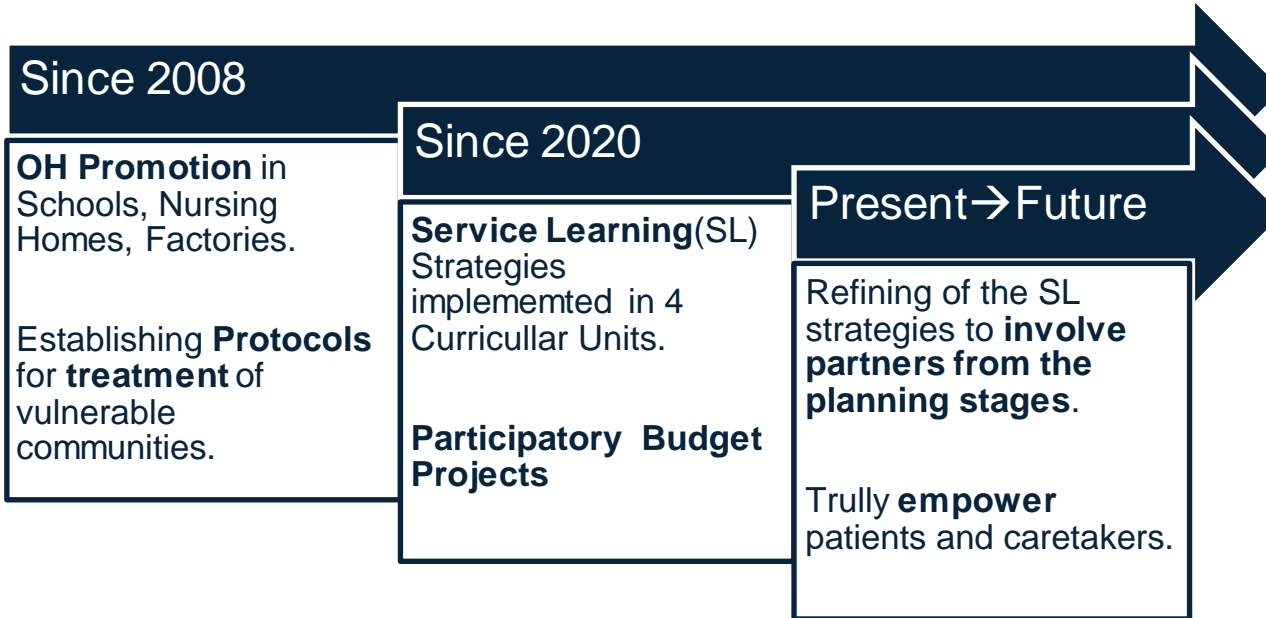 Since 2008
OH Promotion in
Schools, Nursing
Homes, Factories.
Establishing Protocols
for treatment of
vulnerable
communities.
Since 2020
Service Learning(SL)
Strategies
implememted in 4
Curricullar Units.
Participatory Budget
Projects
Present→Future
Refining of the SL
strategies to involve
partners from the
planning stages.
Trully empower
patients and caretakers.